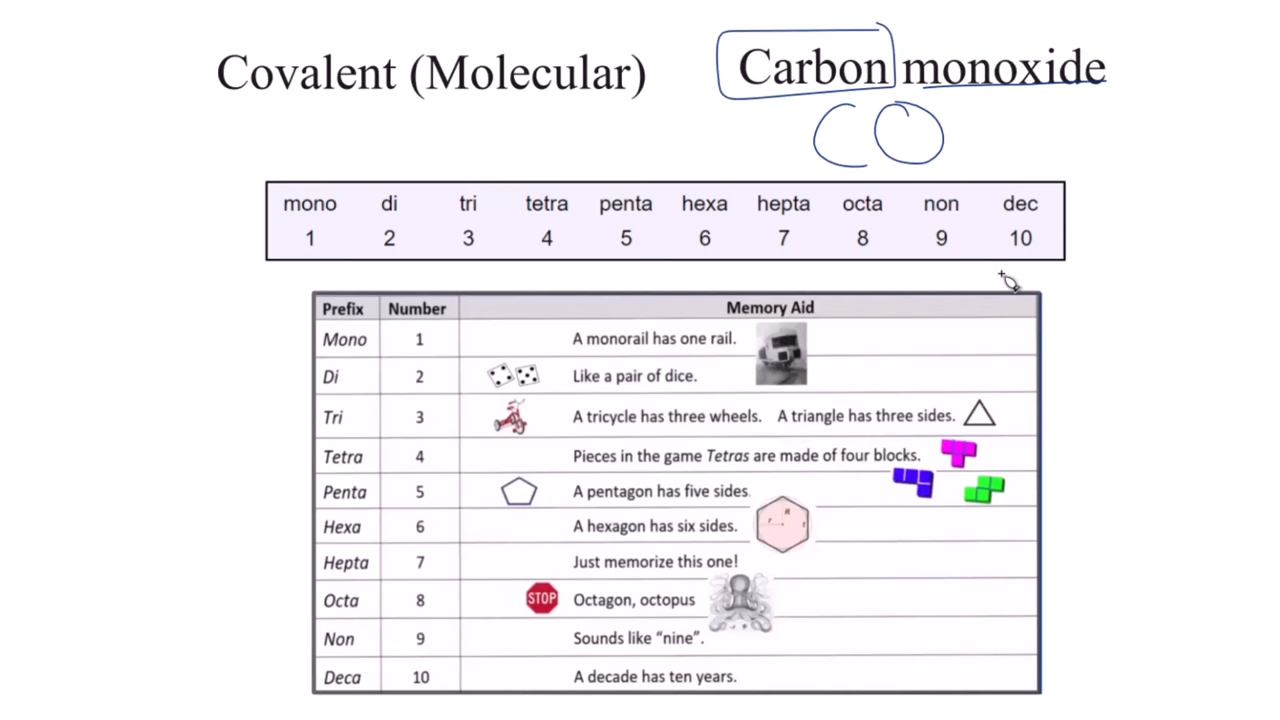 Covalent (Molecular) Carbon monoxide
CO
mono di tri tetra penta hexa hepta octa non dec
1 2 3 4 5 6 7 8 9 10
Prefix Number Memory Aid
Mono 1 A monorail has one rail.
Di 2 Like a pair of dice.
Tri 3 A tricycle has three wheels. A triangle has three sides.
Tetra 4 Pieces in the game Tetras are made of four blocks.
Penta 5 A pentagon has five sides.
Hexa 6 A hexagon has six sides.
Hepta 7 Just memorize this one!
Octa 8 STOP Octagon, octopus
Non 9 Sounds like “nine”.
Deca 10 A decade has ten years.